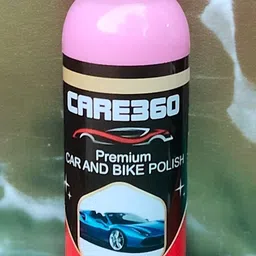 CARE360
Premium
CAR AND BIKE POLISH